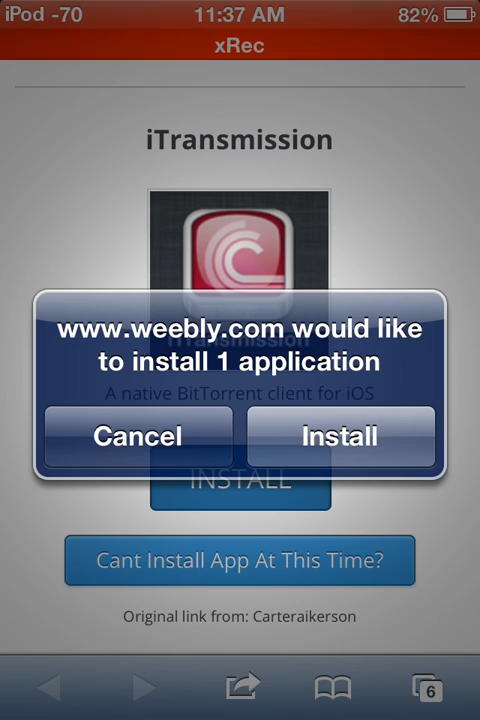 iPod -70 11:37 AM 82%
xRec
iTransmission
www.weebly.com would like
to install 1 application
A native BitTorrent client for iOS
Cancel Install
INSTALL
Cant Install App At This Time?
Original link from: Carteraikerson
6